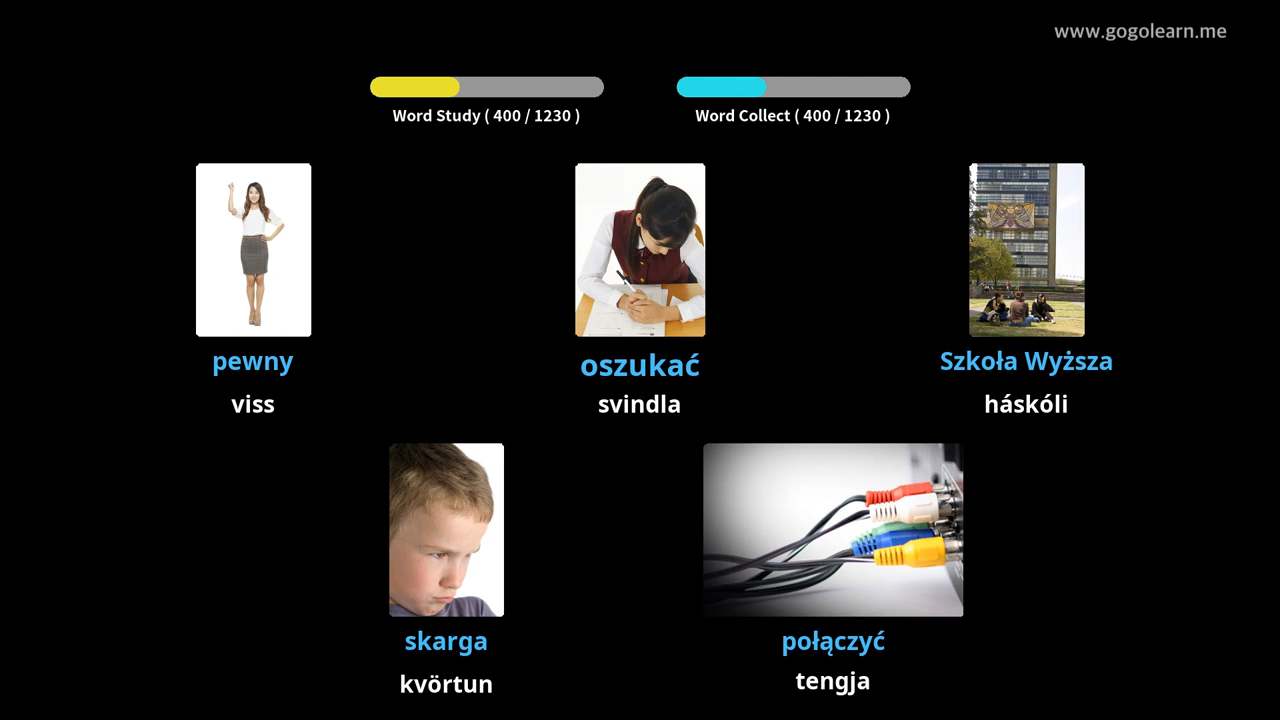 www.gogolearn.me
Word Study ( 400 / 1230 )
Word Collect ( 400 / 1230 )
pewny
viss
oszukać
svindla
Szkoła Wyższa
háskóli
skarga
kvörtun
połączyć
tengja